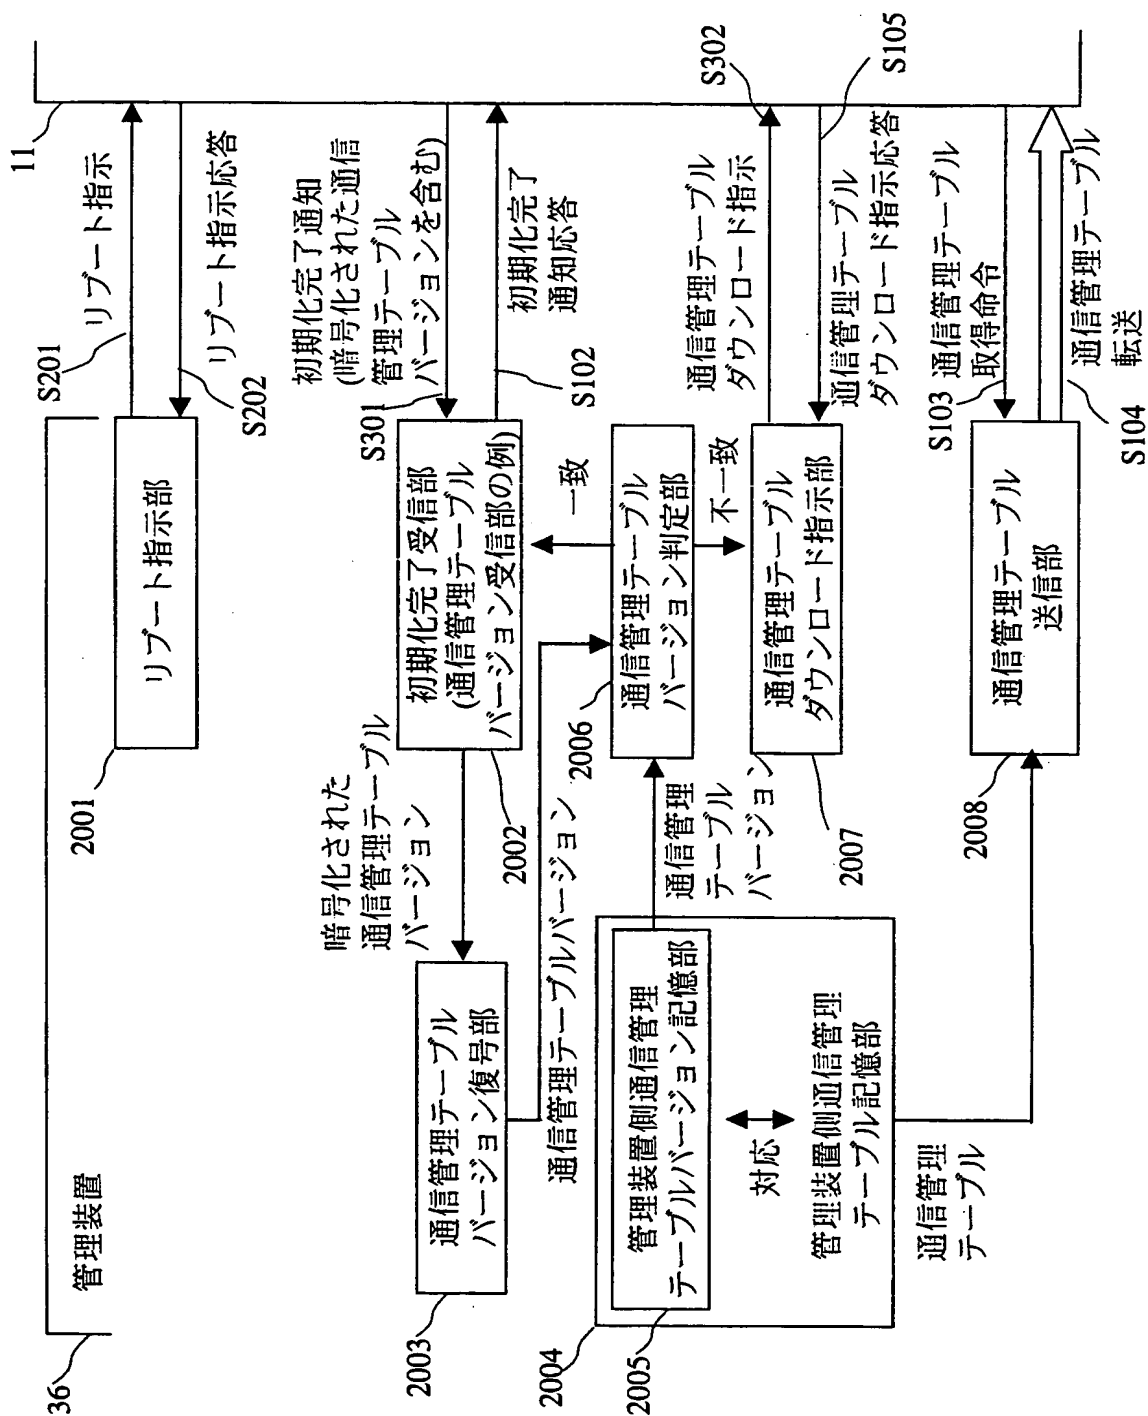 36
管理装置
11
2001
リブート指示部
S201
リブート指示
S202
リブート指示応答
2002
初期化完了受信部
(通信管理テーブル
バージョン受信部の例)
S301
初期化完了通知
(暗号化された通信
管理テーブル
バージョンを含む)
S102
初期化完了
通知応答
暗号化された
通信管理テーブル
バージョン
2003
通信管理テーブル
バージョン復号部
通信管理テーブルバージョン
2004
2005
管理装置側通信管理
テーブルバージョン記憶部
対応
管理装置側通信管理
テーブル記憶部
通信管理
テーブル
バージョン
2006
通信管理テーブル
バージョン判定部
一致
不一致
2007
通信管理テーブル
ダウンロード指示部
通信管理テーブル
ダウンロード指示
S302
通信管理テーブル
ダウンロード指示応答
S105
通信管理
テーブル
2008
通信管理テーブル
送信部
S103
通信管理テーブル
取得命令
S104
通信管理テーブル
転送